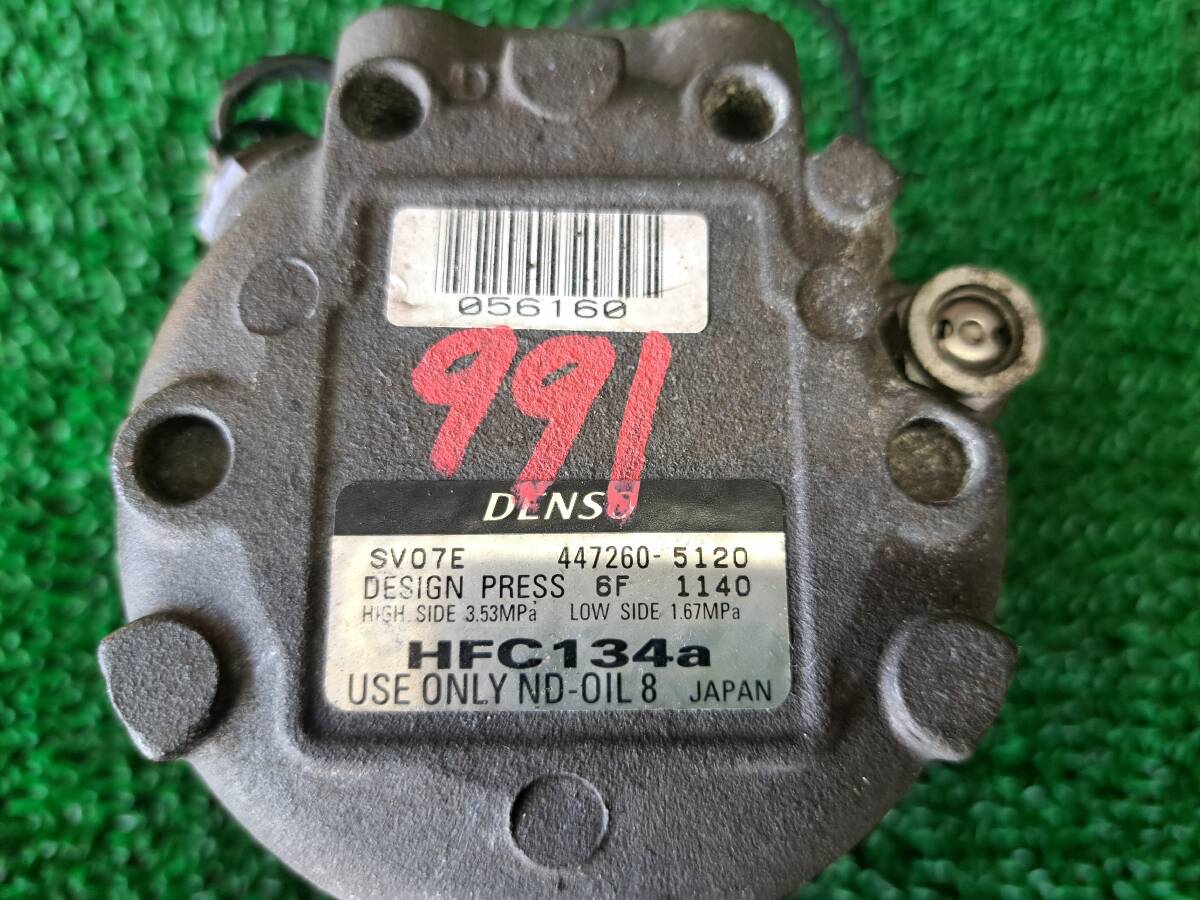 056160
991
DENSO
SV07E 447260-5120
DESIGN PRESS 6F 1140
HIGH SIDE 3.53MPa LOW SIDE 1.67MPa
HFC134a
USE ONLY ND-OIL 8 JAPAN